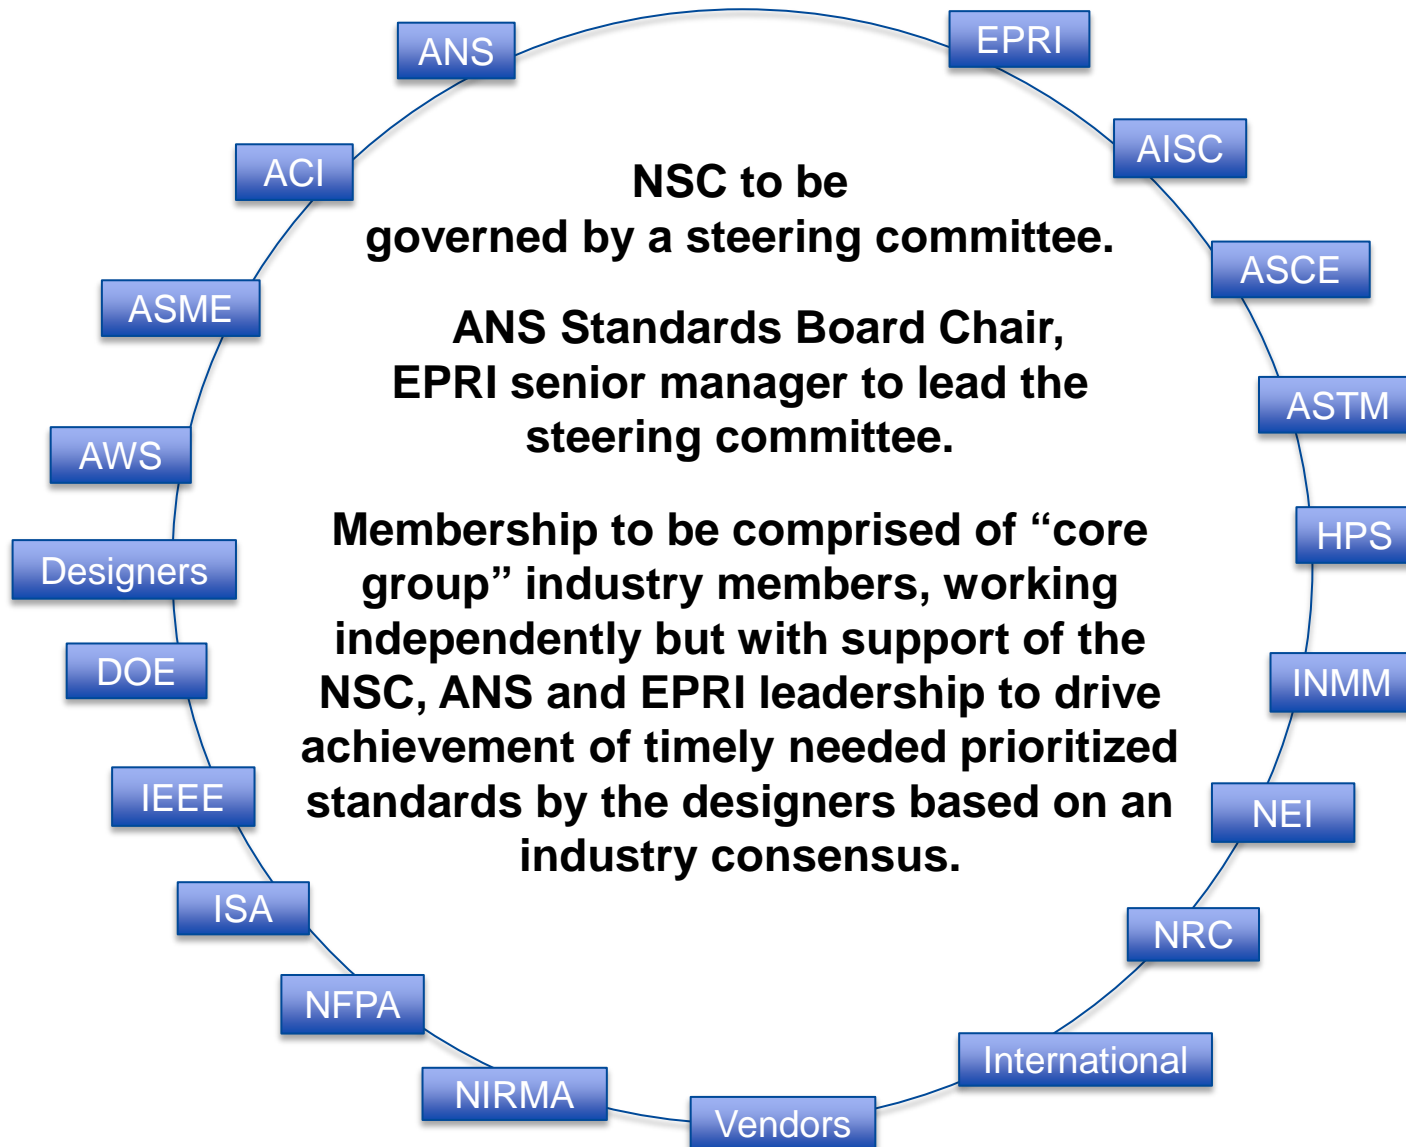 ANS
EPRI
ACI
AISC
NSC to be
governed by a steering committee.
ASME
ASCE
ANS Standards Board Chair,
EPRI senior manager to lead the
steering committee.
AWS
ASTM
Designers
HPS
Membership to be comprised of “core
group” industry members, working
independently but with support of the
NSC, ANS and EPRI leadership to drive
achievement of timely needed prioritized
standards by the designers based on an
industry consensus.
DOE
INMM
IEEE
NEI
ISA
NRC
NFPA
International
NIRMA
Vendors